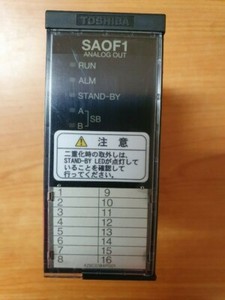 TOSHIBA
SAOF1
ANALOG OUT
RUN
ALM
STAND-BY
A
SB
B
注 意
二重化時の取外しは、
STAND-BY LEDが点灯して
いることを確認して
行ってください。
1 9
2 10
3 11
4 12
5 13
6 14
7 15
8 16